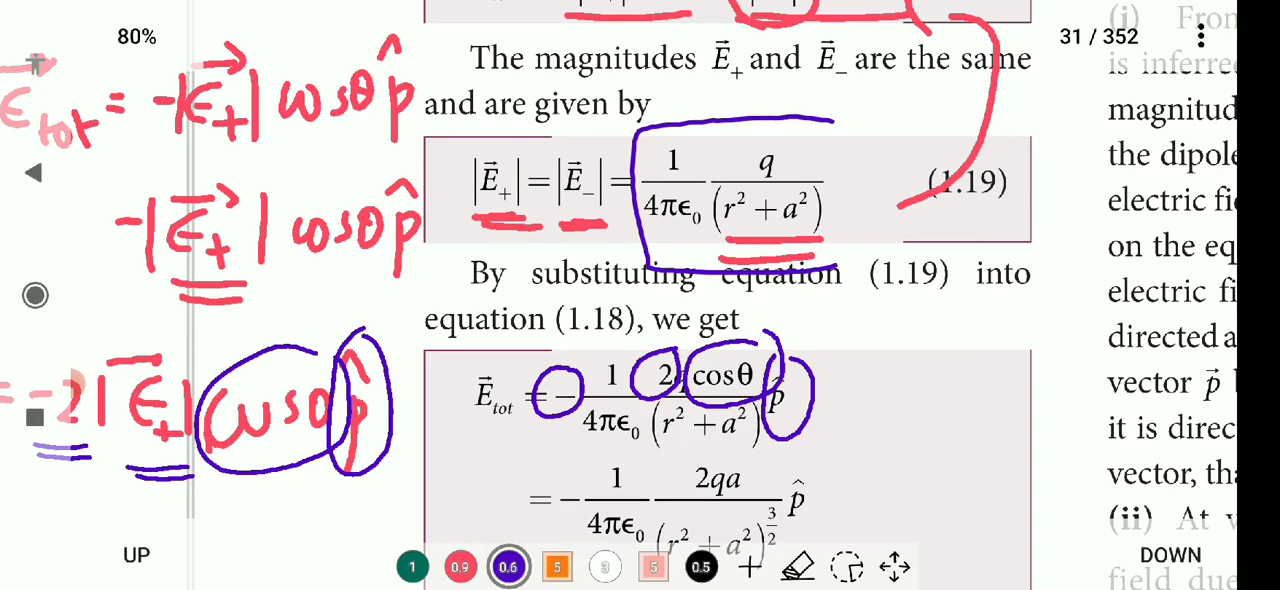 80%
31 / 352
The magnitudes E⃗₊ and E⃗₋ are the same
and are given by
|E⃗₊| = |E⃗₋| = 1/4πϵ₀ q/(r² + a²) (1.19)
By substituting equation (1.19) into
equation (1.18), we get
E⃗tot = − 1/4πϵ₀ 2q cosθ/(r² + a²) p̂
= − 1/4πϵ₀ 2qa/(r² + a²)^(3/2) p̂
ϵ⃗tot = -|ϵ⃗₊| cosθ p̂
-|ϵ⃗₊| cosθ p̂
= -2|ϵ⃗₊| cosθ p̂
(i) From
is inferre
magnitud
the dipole
electric fi
on the eq
electric fi
directed a
vector p⃗
it is direc
vector, tha
(ii) At v
field due
UP
DOWN
1 0.9 0.6 5 3 5 0.5